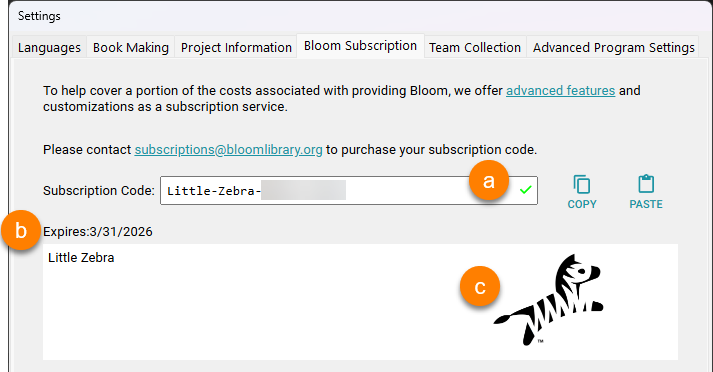 Settings
Languages Book Making Project Information Bloom Subscription Team Collection Advanced Program Settings
To help cover a portion of the costs associated with providing Bloom, we offer advanced features and
customizations as a subscription service.
Please contact subscriptions@bloomlibrary.org to purchase your subscription code.
a
Subscription Code: Little-Zebra-
COPY PASTE
b Expires:3/31/2026
Little Zebra
c
™